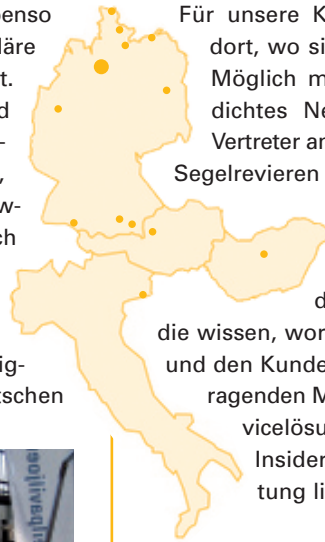 enso
läre
t.
d
-
,
w-
ch
ig-
tschen
Für unsere K
dort, wo si
Möglich m
dichtes Ne
Vertreter an
Segelrevieren
d
die wissen, wor
und den Kunde
ragenden M
vicelösu
Insider
tung li